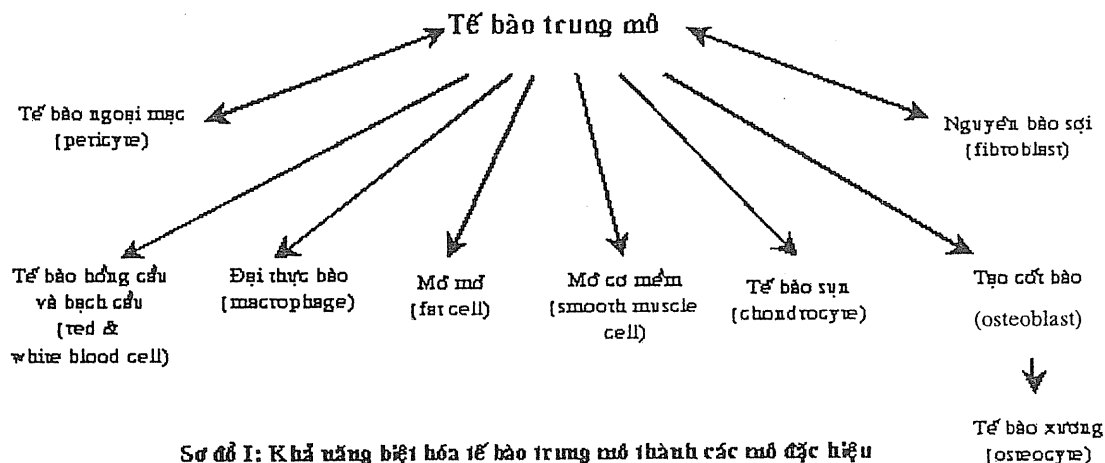 Tế bào trung mô
Tế bào ngoại mạc
(pericyte)
Nguyên bào sợi
(fibroblast)
Tế bào hồng cầu
và bạch cầu
(red &
white blood cell)
Đại thực bào
(macrophage)
Mô mỡ
(fat cell)
Mô cơ mềm
(smooth muscle
cell)
Tế bào sụn
(chondrocyte)
Tạo cốt bào
(osteoblast)
Tế bào xương
(osteocyte)
Sơ đồ I: Khả năng biệt hóa tế bào trung mô thành các mô đặc hiệu